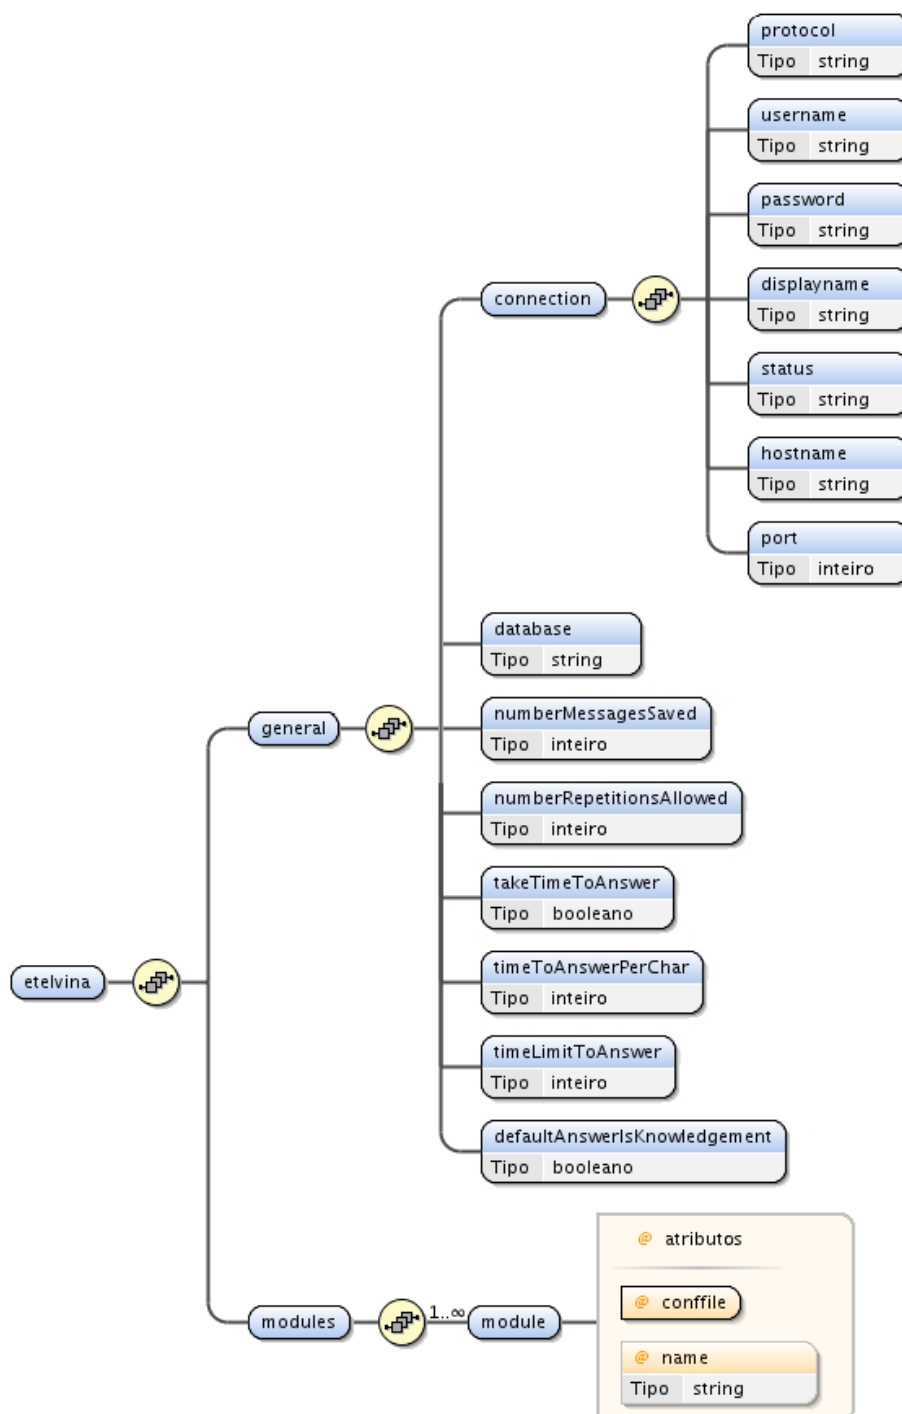 protocol
Tipo string
username
Tipo string
password
Tipo string
displayname
Tipo string
status
Tipo string
hostname
Tipo string
port
Tipo inteiro
connection
database
Tipo string
numberMessagesSaved
Tipo inteiro
general
numberRepetitionsAllowed
Tipo inteiro
takeTimeToAnswer
Tipo booleano
timeToAnswerPerChar
Tipo inteiro
etelvina
timeLimitToAnswer
Tipo inteiro
defaultAnswerIsKnowledgement
Tipo booleano
@ atributos
@ conffile
modules 1..∞ module
@ name
Tipo string